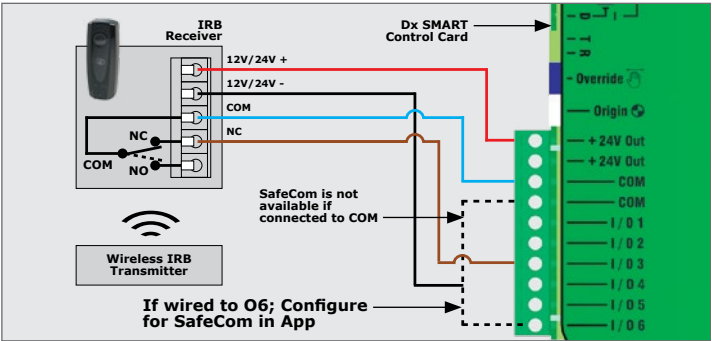 IRB
Receiver
12V/24V +
12V/24V -
COM
NC
NC
COM
NO
Wireless IRB
Transmitter
SafeCom is not
available if
connected to COM
If wired to O6; Configure
for SafeCom in App
Dx SMART
Control Card
D
I
T
R
Override
Origin
+ 24V Out
+ 24V Out
COM
COM
I / O 1
I / O 2
I / O 3
I / O 4
I / O 5
I / O 6